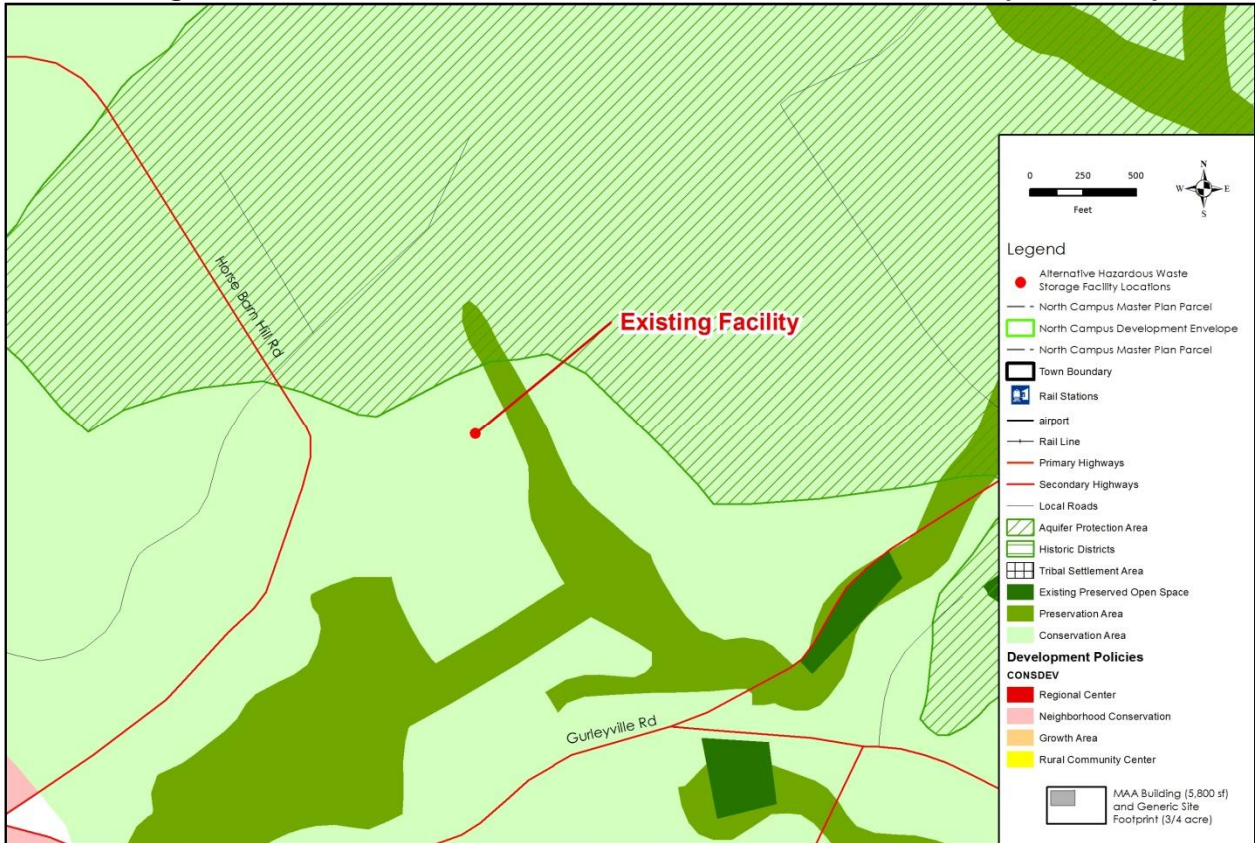 Horse Barn Hill Rd
Existing Facility
Gurleyville Rd
0 250 500
Feet
N
W E
S
Legend
Alternative Hazardous Waste
Storage Facility Locations
North Campus Master Plan Parcel
North Campus Development Envelope
North Campus Master Plan Parcel
Town Boundary
Rail Stations
airport
Rail Line
Primary Highways
Secondary Highways
Local Roads
Aquifer Protection Area
Historic Districts
Tribal Settlement Area
Existing Preserved Open Space
Preservation Area
Conservation Area
Development Policies
CONSDEV
Regional Center
Neighborhood Conservation
Growth Area
Rural Community Center
MAA Building (5,800 sf)
and Generic Site
Footprint (3/4 acre)